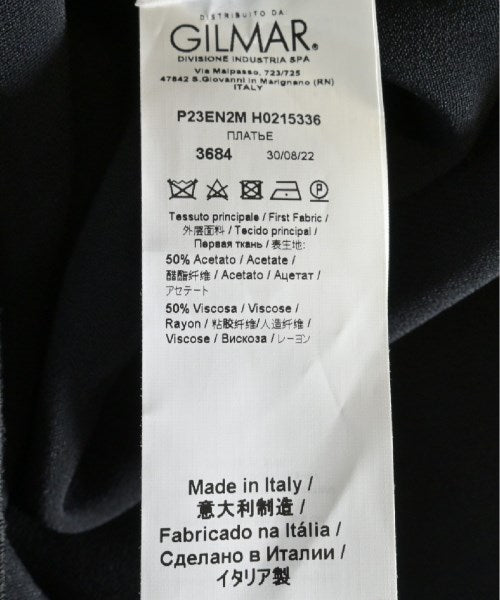 DISTRIBUITO DA
GILMAR®
DIVISIONE INDUSTRIA SPA
Via Malpasso, 723/725
47842 S.Giovanni in Marignano (RN)
ITALY
P23EN2M H0215336
ПЛАТЬЕ
3684 30/08/22
P
Tessuto principale / First Fabric /
外层面料 / Tecido principal /
Первая ткань / 表生地:
50% Acetato / Acetate /
醋酯纤维 / Acetato / Ацетат /
アセテート
50% Viscosa / Viscose /
Rayon / 粘胶纤维/人造纤维 /
Viscose / Вискоза / レーヨン
Made in Italy /
意大利制造 /
Fabricado na Itália /
Сделано в Италии /
イタリア製